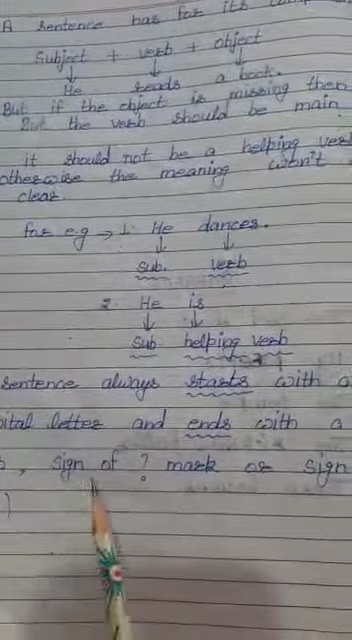 A sentence has for its
Subject + verb + object
↓ ↓ ↓
He reads a book.
But if the object is missing then
But the verb should be main
it should not be a helping ver
otherwise the meaning won't
clear.
for e.g → 1. He dances.
↓ ↓
sub. verb
2. He is
↓ ↓
Sub helping verb
sentence always starts with a
pital letter and ends with a
, sign of ? mark or sign
)